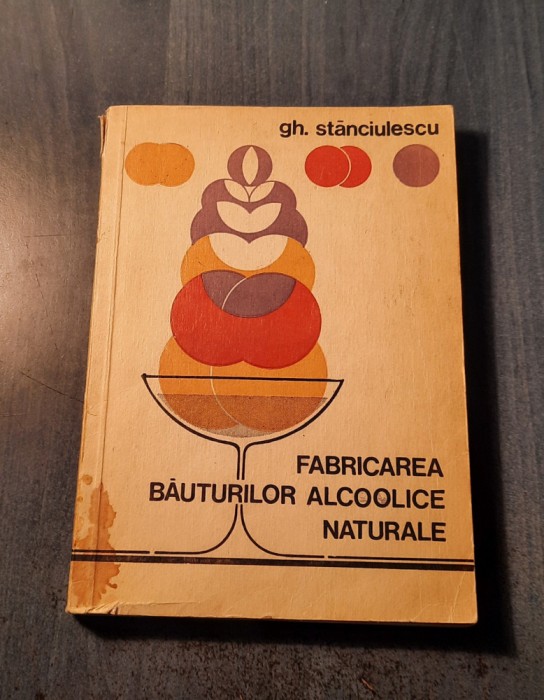 gh. stănciulescu
FABRICAREA
BĂUTURILOR ALCOOLICE
NATURALE